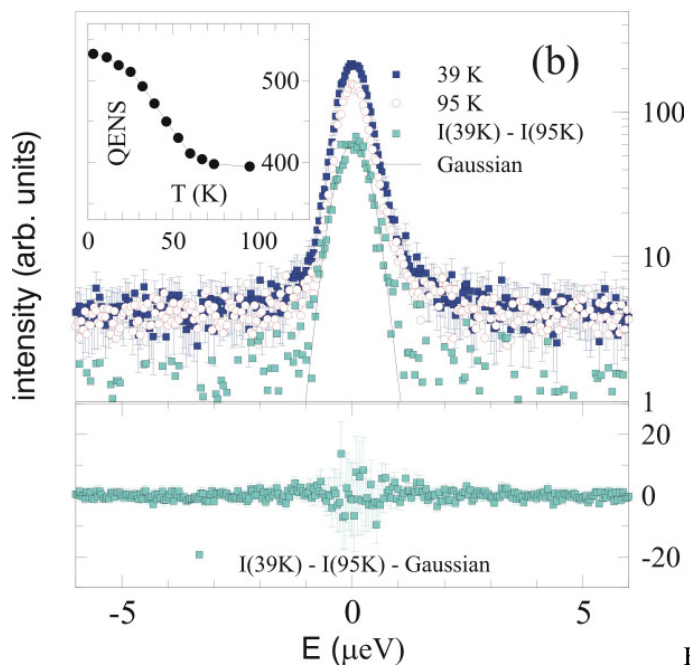 (b)
39 K
95 K
I(39K) - I(95K)
Gaussian
500
400
QENS
T (K)
0
50
100
intensity (arb. units)
100
10
1
20
0
-20
I(39K) - I(95K) - Gaussian
-5
0
5
E (μeV)